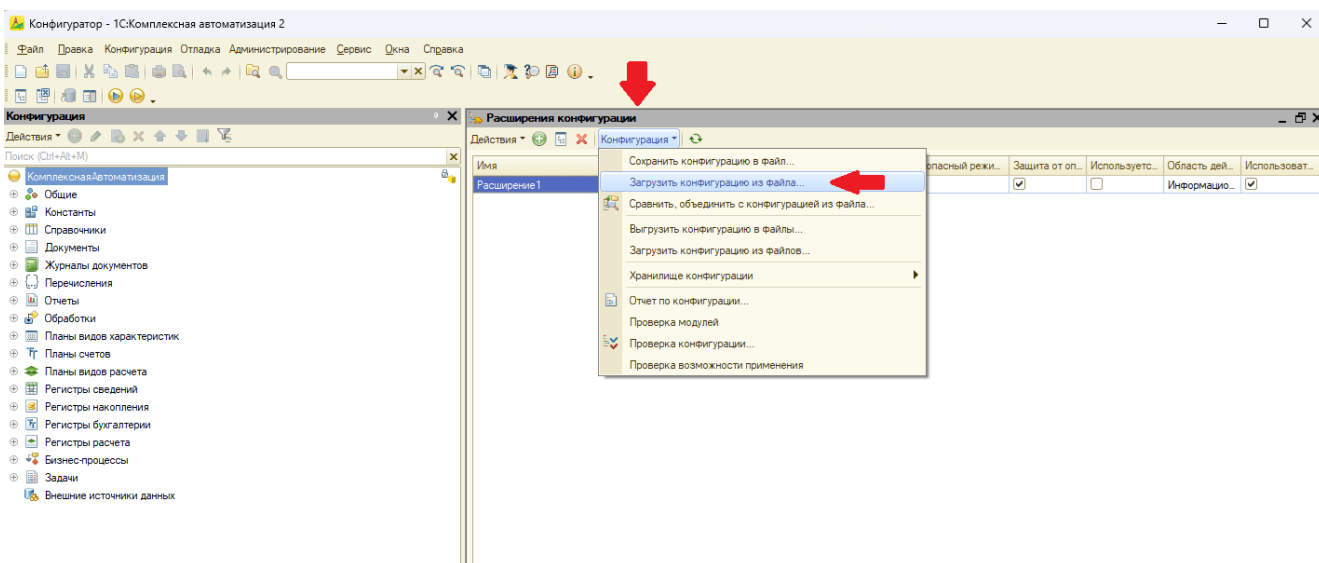 Конфигуратор - 1С:Комплексная автоматизация 2
Файл Правка Конфигурация Отладка Администрирование Сервис Окна Справка
Конфигурация
Действия
Поиск (Ctrl+Alt+M)
КомплекснаяАвтоматизация
Общие
Константы
Справочники
Документы
Журналы документов
Перечисления
Отчеты
Обработки
Планы видов характеристик
Планы счетов
Планы видов расчета
Регистры сведений
Регистры накопления
Регистры бухгалтерии
Регистры расчета
Бизнес-процессы
Задачи
Внешние источники данных
Расширения конфигурации
Действия Конфигурация
Имя опасный режи... Защита от оп... Используетс... Область дей... Использоват...
Расширение1 Информацио...
Сохранить конфигурацию в файл...
Загрузить конфигурацию из файла...
Сравнить, объединить с конфигурацией из файла...
Выгрузить конфигурацию в файлы...
Загрузить конфигурацию из файлов...
Хранилище конфигурации
Отчет по конфигурации...
Проверка модулей
Проверка конфигурации...
Проверка возможности применения